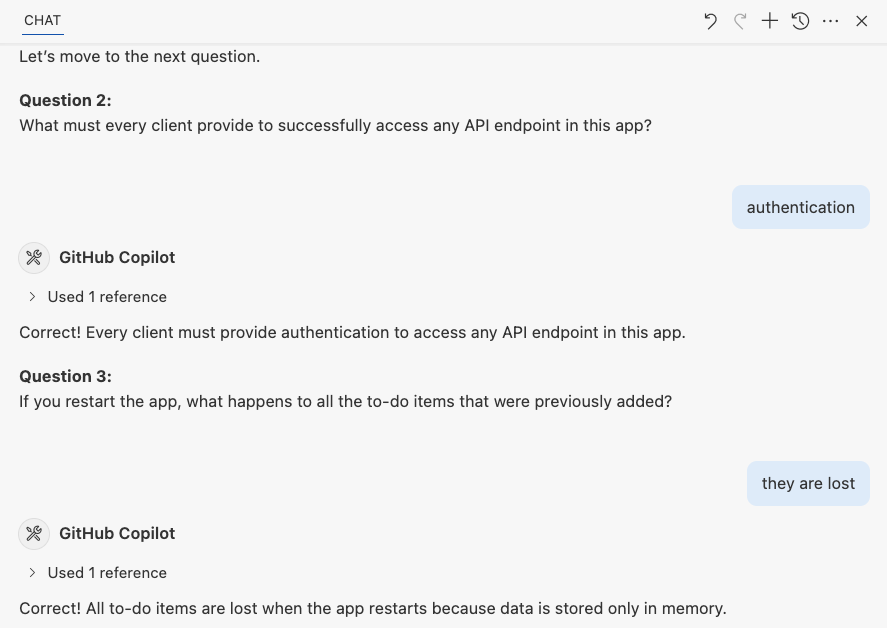 CHAT
Let’s move to the next question.
Question 2:
What must every client provide to successfully access any API endpoint in this app?
authentication
GitHub Copilot
Used 1 reference
Correct! Every client must provide authentication to access any API endpoint in this app.
Question 3:
If you restart the app, what happens to all the to-do items that were previously added?
they are lost
GitHub Copilot
Used 1 reference
Correct! All to-do items are lost when the app restarts because data is stored only in memory.